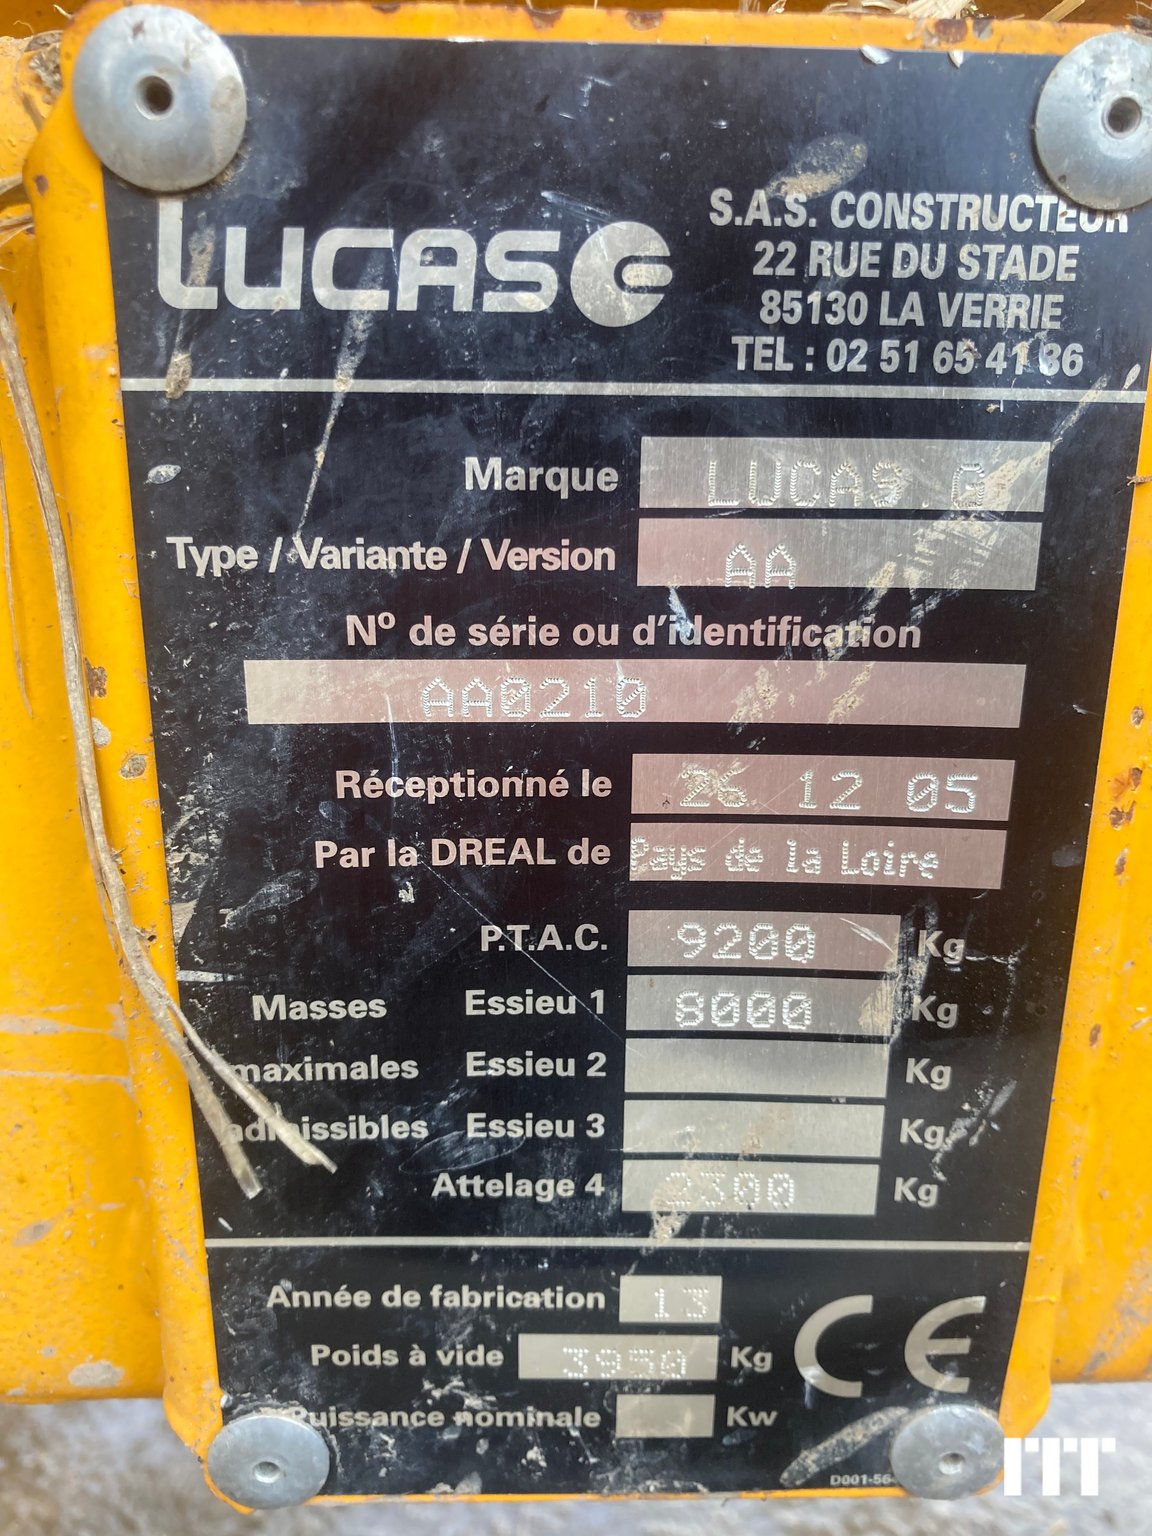 LUCAS G
S.A.S. CONSTRUCTEUR
22 RUE DU STADE
85130 LA VERRIE
TEL : 02 51 65 41 36
Marque LUCAS.G
Type / Variante / Version AA
Nº de série ou d'identification
AA0210
Réceptionné le 26 12 05
Par la DREAL de Pays de la Loire
P.T.A.C. 9200 Kg
Masses Essieu 1 8000 Kg
maximales Essieu 2 Kg
admissibles Essieu 3 Kg
Attelage 4 2300 Kg
Année de fabrication 13
Poids à vide 3950 Kg
Puissance nominale Kw
CE